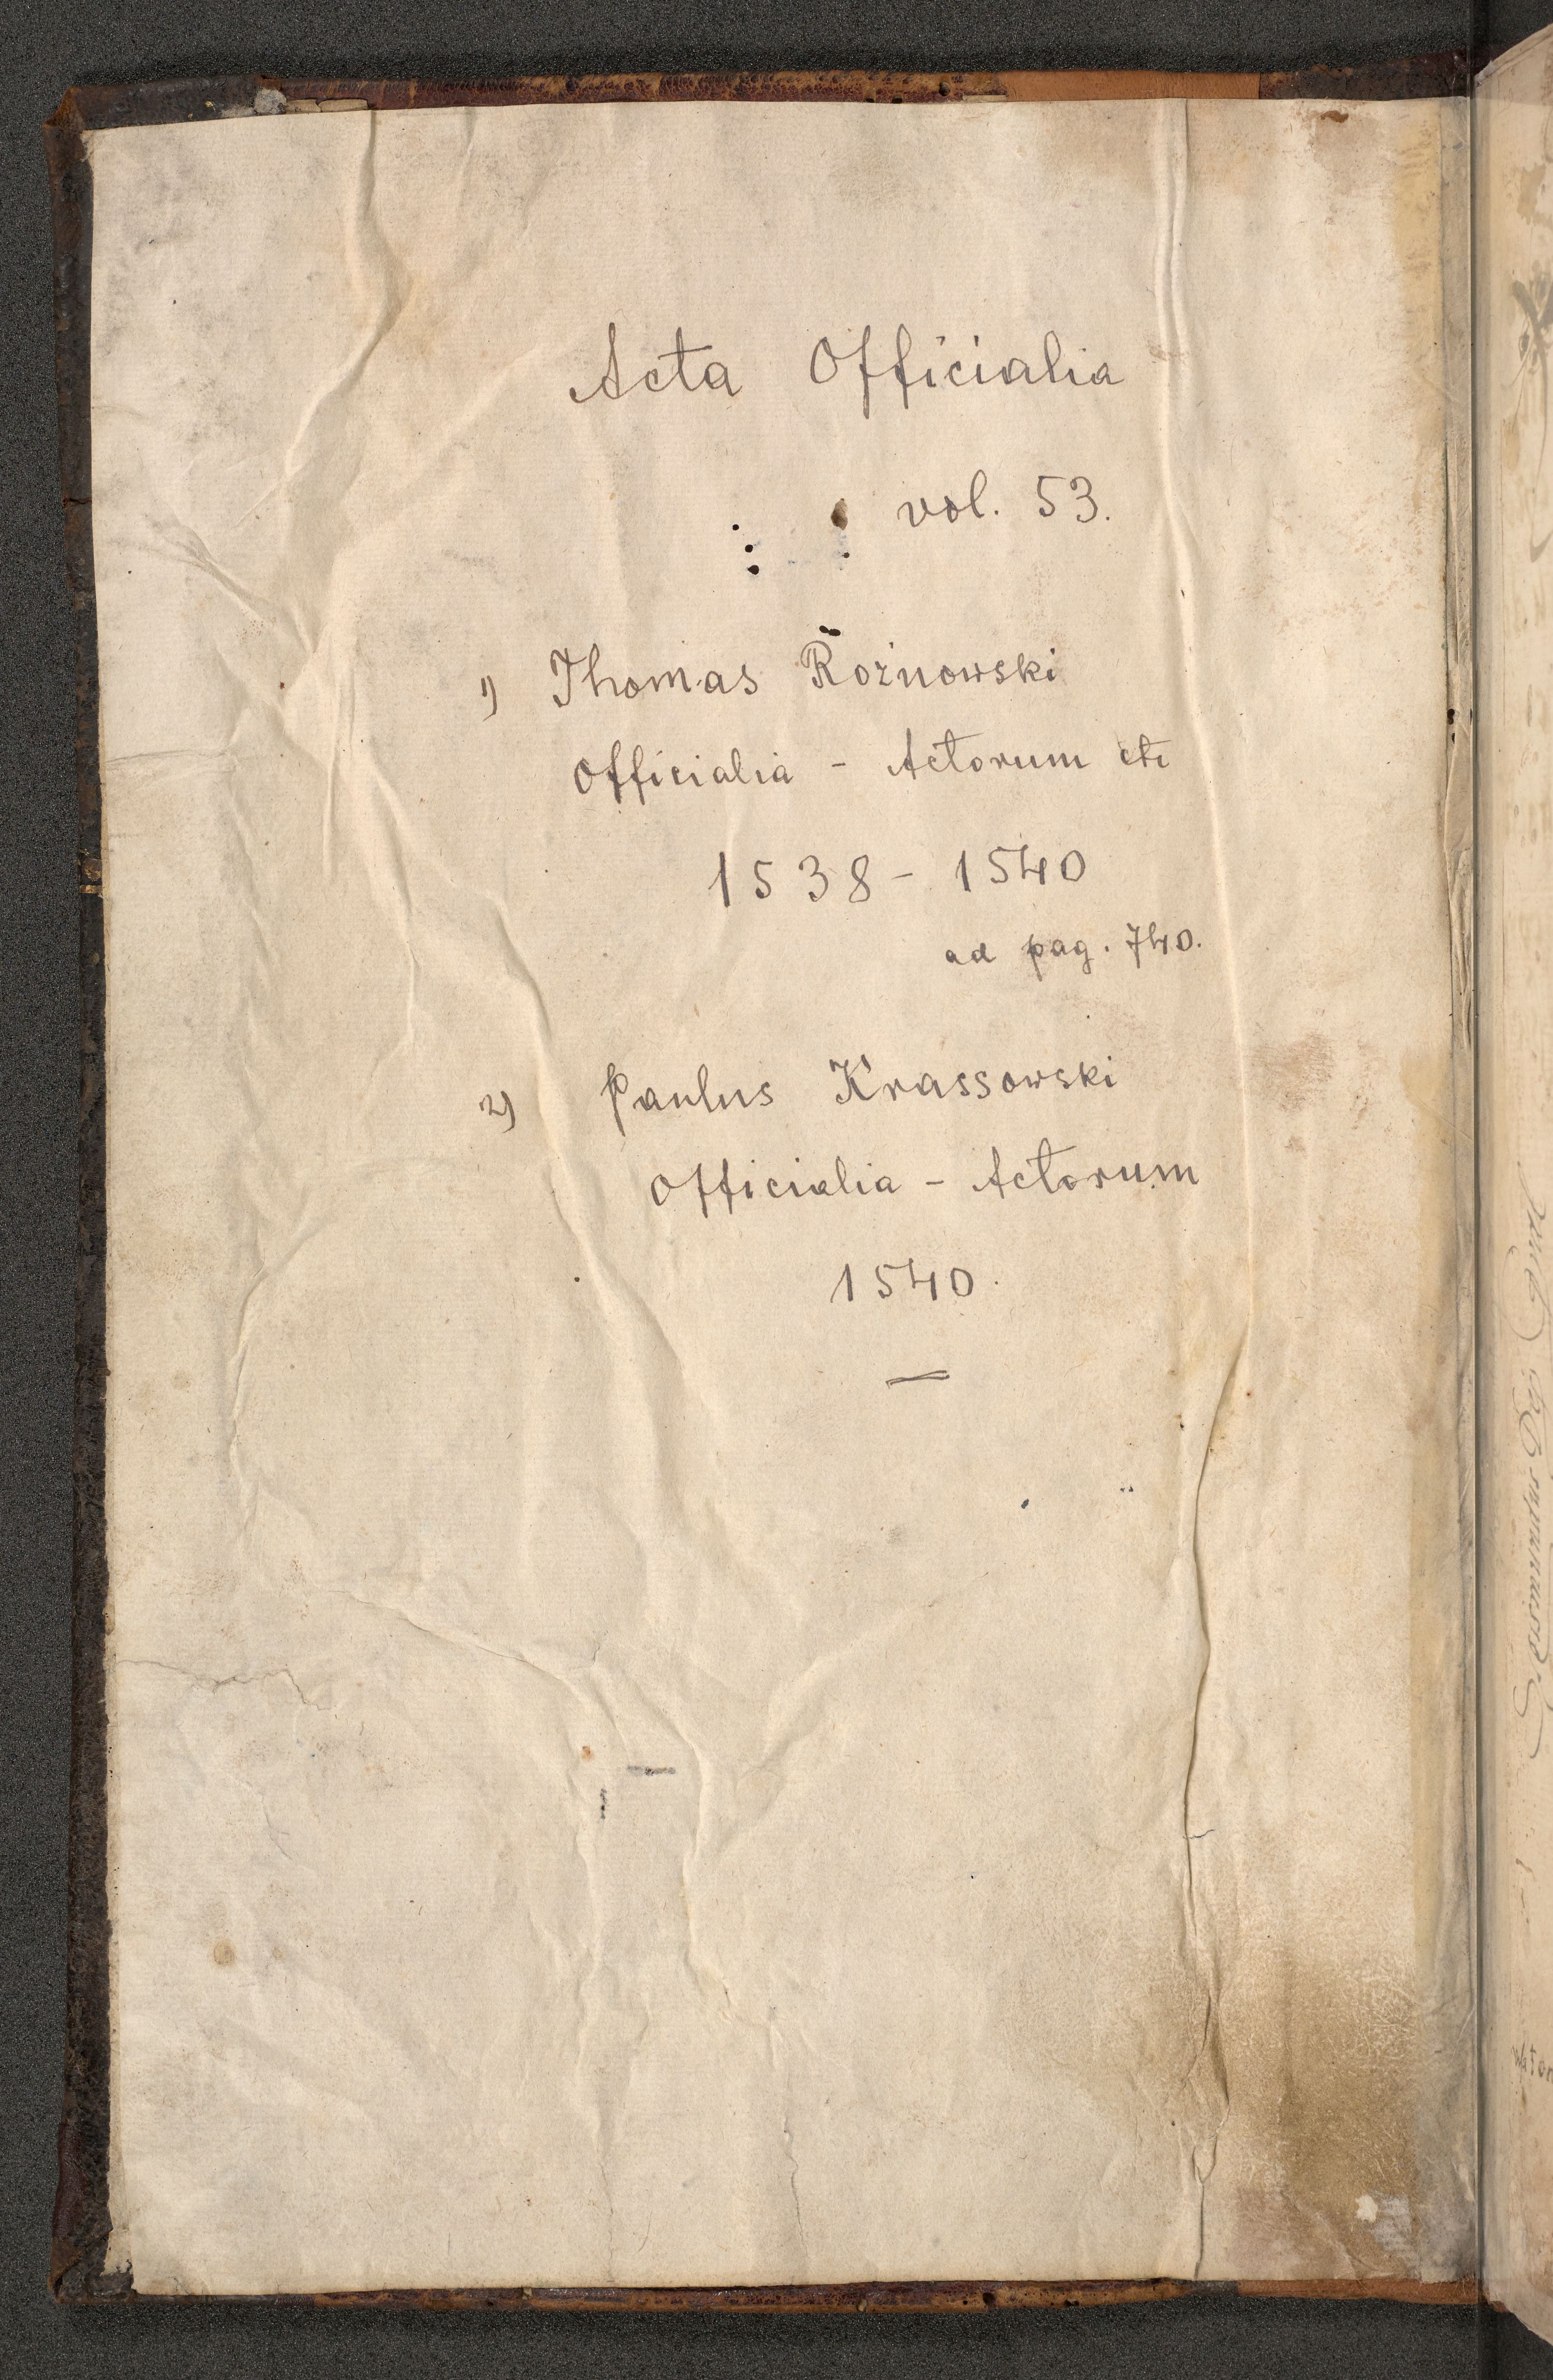 Acta Officialia
vol. 53.
1) Thomas Rożnowski
Officialia - Actorum etc
1538 - 1540
ad pag. 740.
2) Paulus Krassowski
Officialia - Actorum
1540.